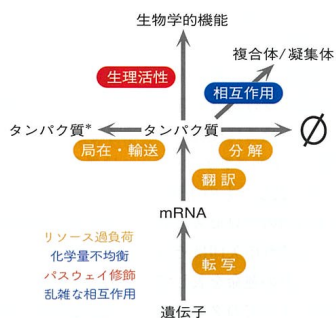 生物学的機能
複合体/凝集体
生理活性
相互作用
タンパク質* タンパク質 ∅
局在・輸送 分解
翻訳
mRNA
リソース過負荷
化学量不均衡
パスウェイ修飾
乱雑な相互作用
転写
遺伝子